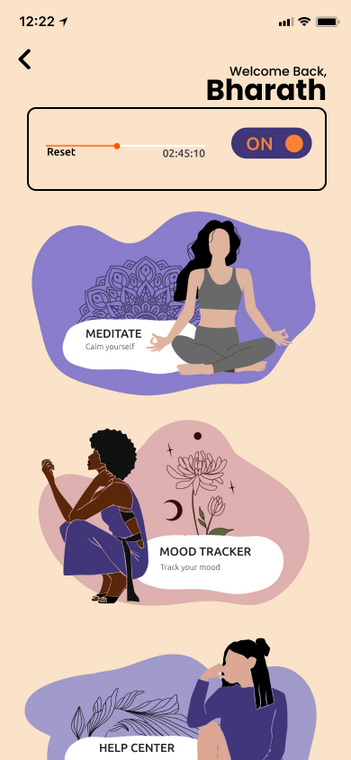 12:22
Welcome Back,
Bharath
ON
Reset 02:45:10
MEDITATE
Calm yourself
MOOD TRACKER
Track your mood
HELP CENTER